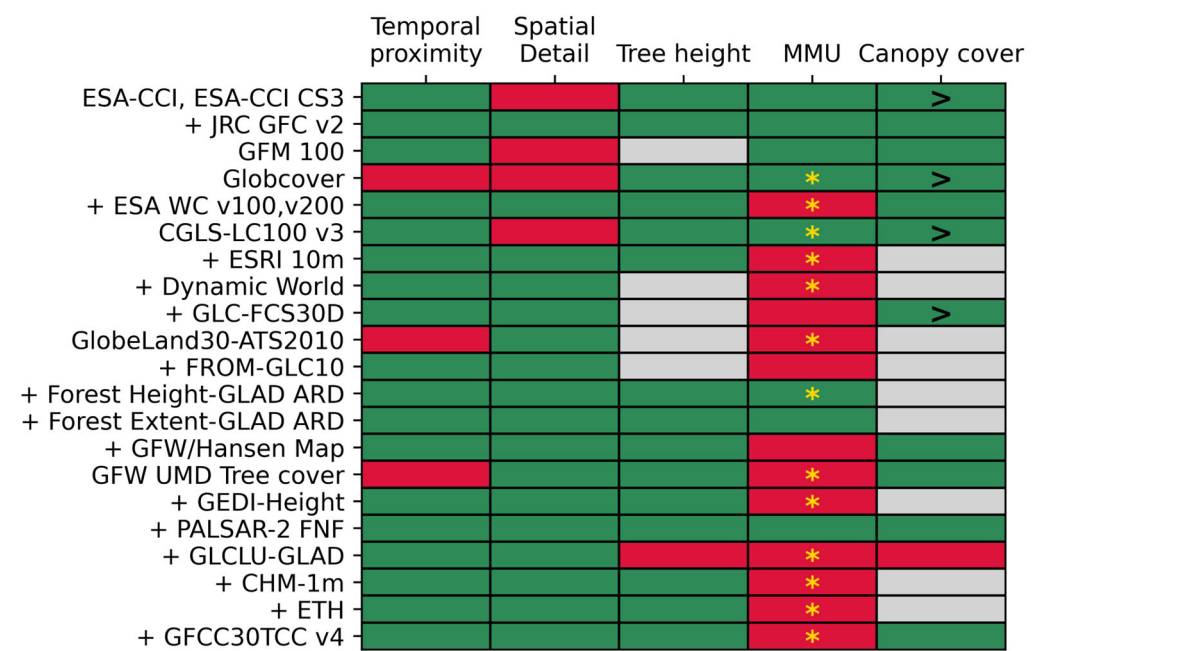 Temporal proximity
Spatial Detail
Tree height
MMU
Canopy cover
ESA-CCI, ESA-CCI CS3 >
+ JRC GFC v2
GFM 100
Globcover * >
+ ESA WC v100,v200 *
CGLS-LC100 v3 * >
+ ESRI 10m *
+ Dynamic World *
+ GLC-FCS30D >
GlobeLand30-ATS2010 *
+ FROM-GLC10
+ Forest Height-GLAD ARD *
+ Forest Extent-GLAD ARD
+ GFW/Hansen Map
GFW UMD Tree cover *
+ GEDI-Height *
+ PALSAR-2 FNF
+ GLCLU-GLAD *
+ CHM-1m *
+ ETH *
+ GFCC30TCC v4 *